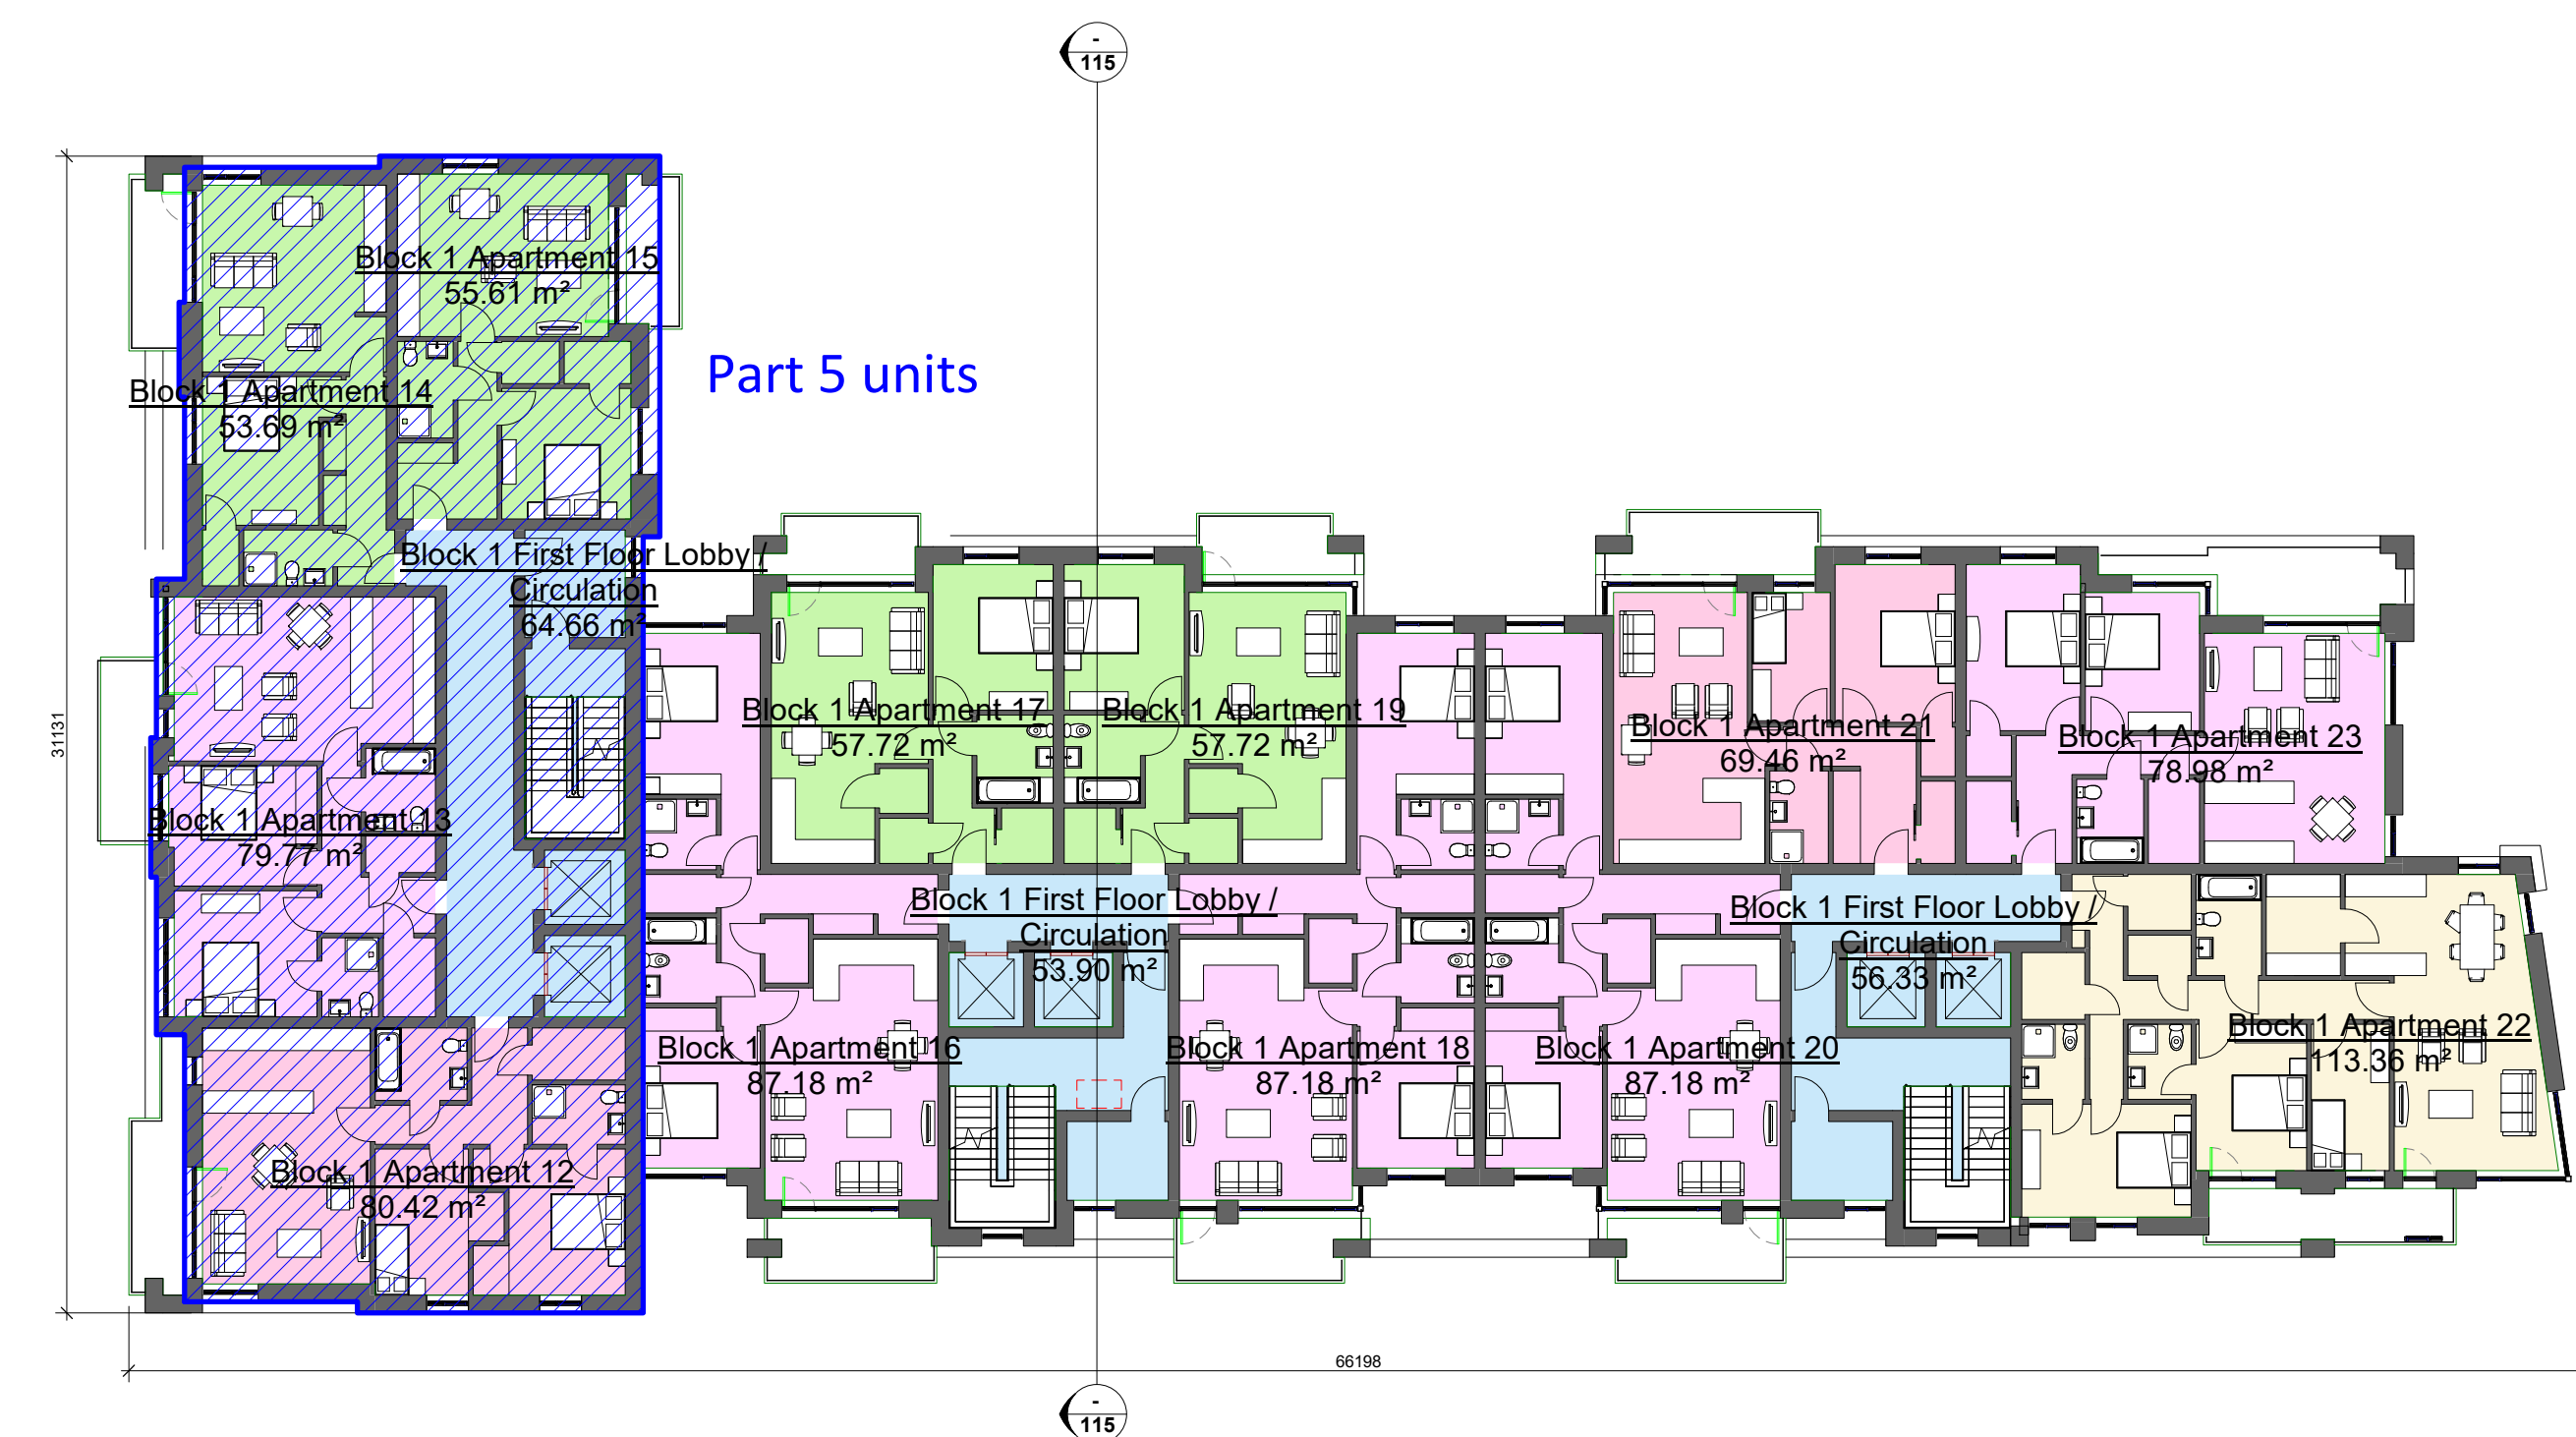 -
115
Block 1 Apartment 15
55.61 m²
Part 5 units
Block 1 Apartment 14
53.69 m²
Block 1 First Floor Lobby /
Circulation
64.66 m²
31131
Block 1 Apartment 17
57.72 m²
Block 1 Apartment 19
57.72 m²
Block 1 Apartment 21
69.46 m²
Block 1 Apartment 23
78.98 m²
Block 1 Apartment 13
79.77 m²
Block 1 First Floor Lobby /
Circulation
53.90 m²
Block 1 First Floor Lobby /
Circulation
56.33 m²
Block 1 Apartment 22
113.36 m²
Block 1 Apartment 16
87.18 m²
Block 1 Apartment 18
87.18 m²
Block 1 Apartment 20
87.18 m²
Block 1 Apartment 12
80.42 m²
66198
-
115